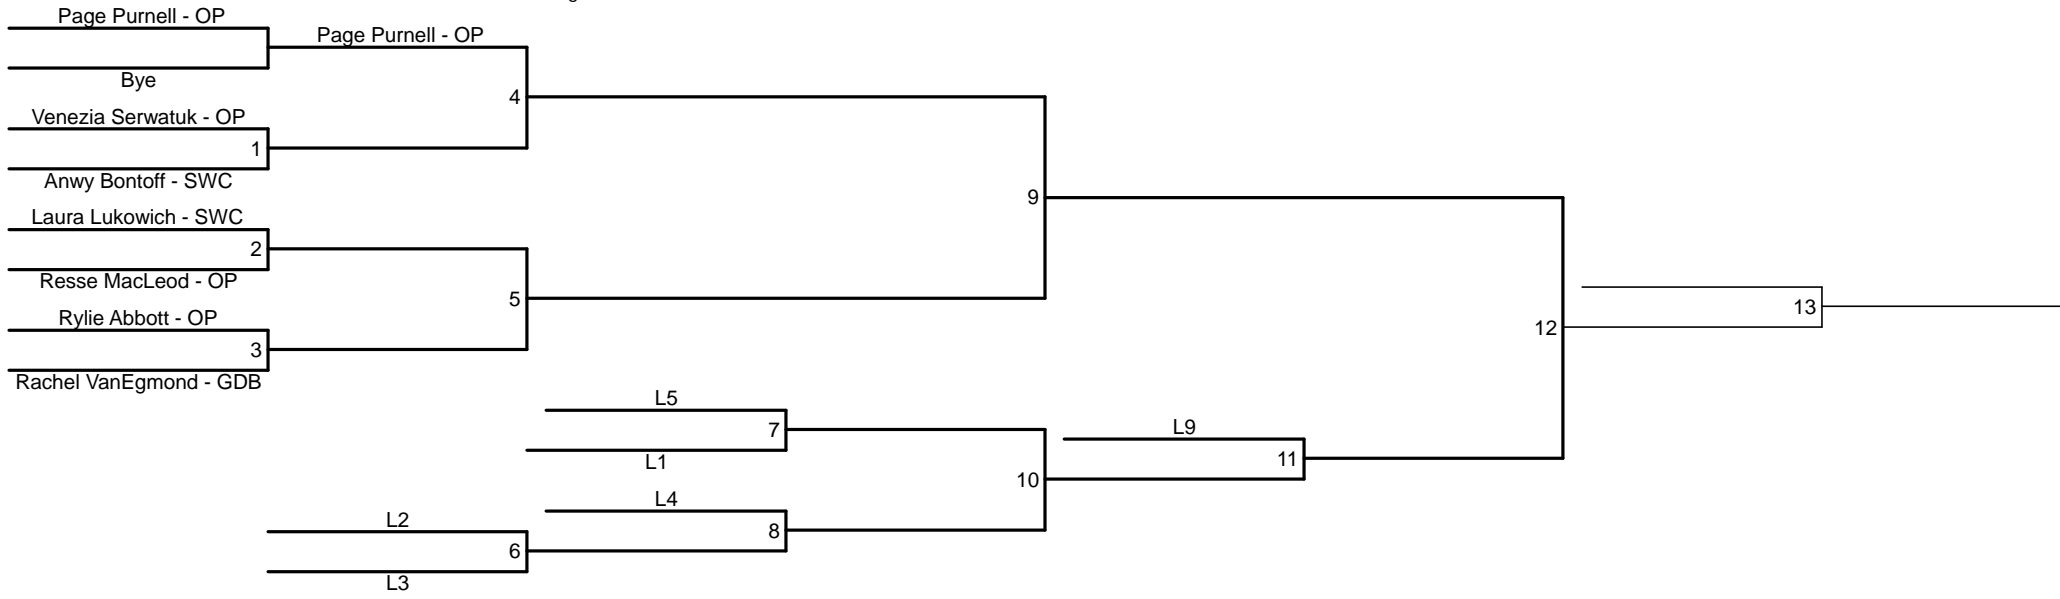 Page Purnell - OP
Page Purnell - OP
Bye
4
Venezia Serwatuk - OP
1
Anwy Bontoff - SWC
9
Laura Lukowich - SWC
2
Resse MacLeod - OP
5
13
Rylie Abbott - OP
12
3
Rachel VanEgmond - GDB
L5
7
L9
L1
11
10
L4
L2
8
6
L3